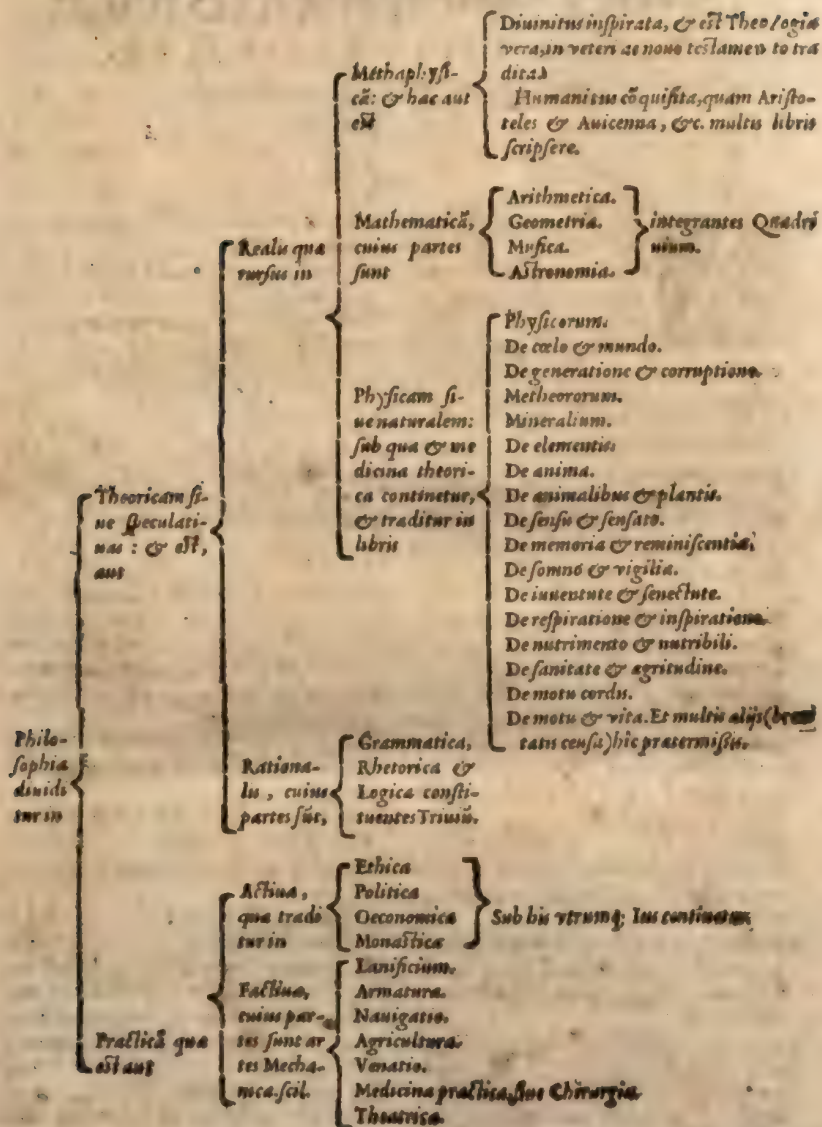 Philo-
sophia
diuidi
tur in
Theoricam si-
ue speculati-
uas : & est,
aut
Realis quæ
rursus in
Methaphysi-
cā: & hæc aut
est
Diuinitus inspirata, & est Theologia
vera, in veteri ac nouo testamen to tra
dita.
Humanitus cōquisita, quam Aristo-
teles & Auicenna, &c. multis libris
scripsere.
Mathematicā,
cuius partes
sunt
Arithmetica.
Geometria.
Musica.
Astronomia.
integrantes Quadri
uium.
Physicam si-
ue naturalem:
sub qua & me
dicina theori-
ca continetur,
& traditur in
libris
Physicorum.
De cœlo & mundo.
De generatione & corruptione.
Metheororum.
Mineralium.
De elementis.
De anima.
De animalibus & plantis.
De sensu & sensato.
De memoria & reminiscentia.
De somno & vigilia.
De iuuentute & senectute.
De respiratione & inspiratione.
De nutrimento & nutribili.
De sanitate & ægritudine.
De motu cordis.
De motu & vita. Et multis alijs (breui
tatis causa) hic prætermissis.
Rationa-
lis, cuius
partes sūt,
Grammatica,
Rhetorica &
Logica consti-
tuentes Triuiū.
Practicā quæ
est aut
Actiua,
quæ tradi
tur in
Ethica
Politica
Oeconomica
Monastica
Sub his vtrumq; Ius continetur.
Factiua,
cuius par-
tes sunt ar
tes Mecha-
nicæ. scil.
Lanificium.
Armatura.
Nauigatio.
Agricultura.
Venatio.
Medicina practica, siue Chirurgia.
Theatrica.